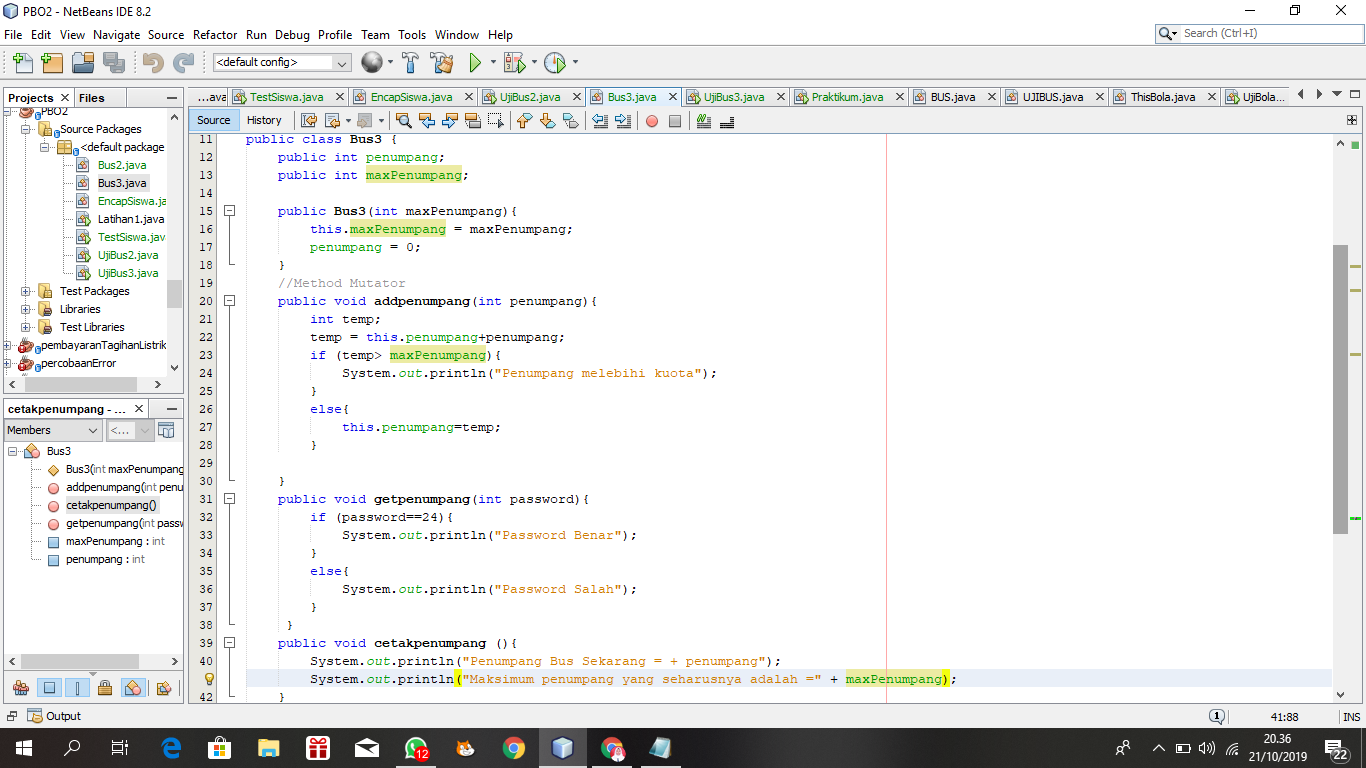 PBO2 - NetBeans IDE 8.2
File Edit View Navigate Source Refactor Run Debug Profile Team Tools Window Help
Search (Ctrl+I)
<default config>
Projects Files
...ava TestSiswa.java EncapSiswa.java UjiBus2.java Bus3.java UjiBus3.java Praktikum.java BUS.java UJIBUS.java ThisBola.java UjiBola...
Source History
PBO2
Source Packages
<default package
Bus2.java
Bus3.java
EncapSiswa.ja
Latihan1.java
TestSiswa.jav
UjiBus2.java
UjiBus3.java
Test Packages
Libraries
Test Libraries
pembayaranTagihanListrik
percobaanError
cetakpenumpang - ...
Members <...
Bus3
Bus3(int maxPenumpang
addpenumpang(int penu
cetakpenumpang()
getpenumpang(int passw
maxPenumpang : int
penumpang : int
11 public class Bus3 {
12 public int penumpang;
13 public int maxPenumpang;
14
15 public Bus3(int maxPenumpang){
16 this.maxPenumpang = maxPenumpang;
17 penumpang = 0;
18 }
19 //Method Mutator
20 public void addpenumpang(int penumpang){
21 int temp;
22 temp = this.penumpang+penumpang;
23 if (temp> maxPenumpang){
24 System.out.println("Penumpang melebihi kuota");
25 }
26 else{
27 this.penumpang=temp;
28 }
29
30 }
31 public void getpenumpang(int password){
32 if (password==24){
33 System.out.println("Password Benar");
34 }
35 else{
36 System.out.println("Password Salah");
37 }
38 }
39 public void cetakpenumpang (){
40 System.out.println("Penumpang Bus Sekarang = + penumpang");
System.out.println("Maksimum penumpang yang seharusnya adalah =" + maxPenumpang);
42 }
Output
1
41:88 INS
12
20.36
21/10/2019
22